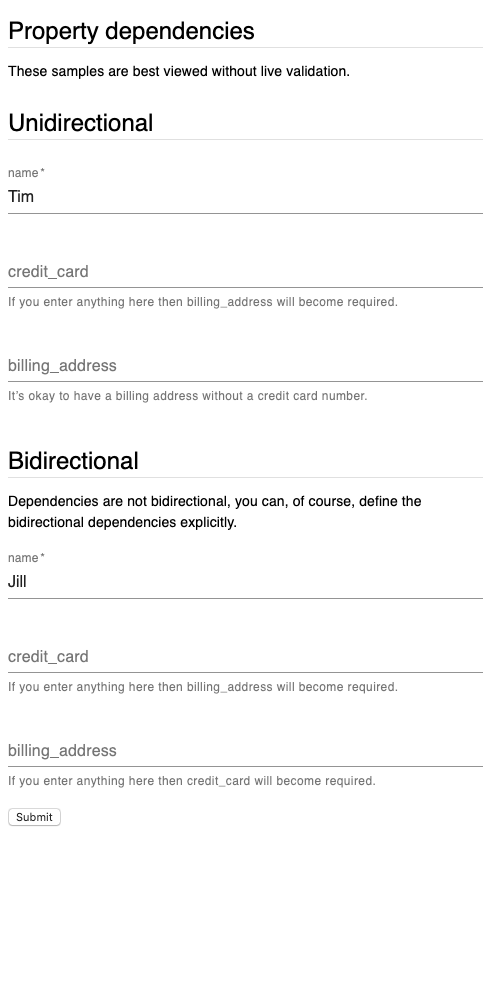 Property dependencies
These samples are best viewed without live validation.
Unidirectional
name*
Tim
credit_card
If you enter anything here then billing_address will become required.
billing_address
It's okay to have a billing address without a credit card number.
Bidirectional
Dependencies are not bidirectional, you can, of course, define the
bidirectional dependencies explicitly.
name*
Jill
credit_card
If you enter anything here then billing_address will become required.
billing_address
If you enter anything here then credit_card will become required.
Submit